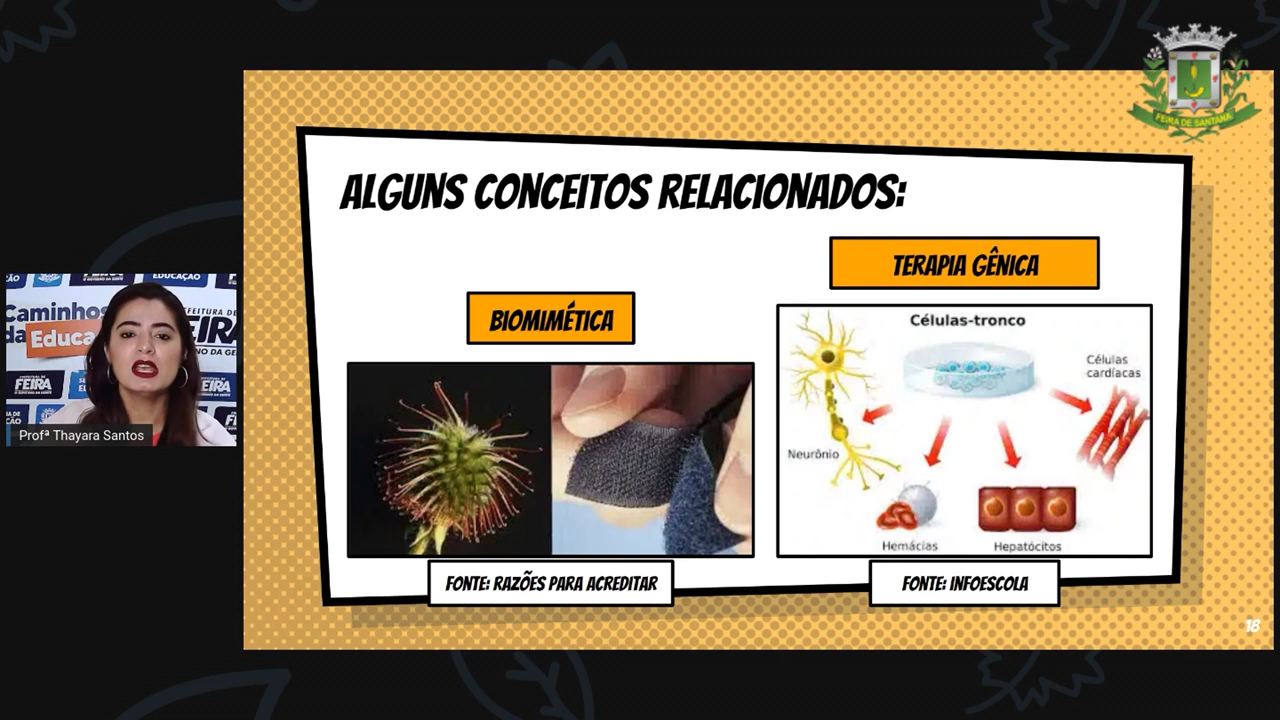 FEIRA DE SANTANA
ALGUNS CONCEITOS RELACIONADOS:
TERAPIA GÊNICA
BIOMIMÉTICA
Células-tronco
Células
cardíacas
Neurônio
Hemácias
Hepatócitos
FONTE: RAZÕES PARA ACREDITAR
FONTE: INFOESCOLA
18
EDUCAÇÃO
Caminhos
da Educa
FEIRA
Profª Thayara Santos